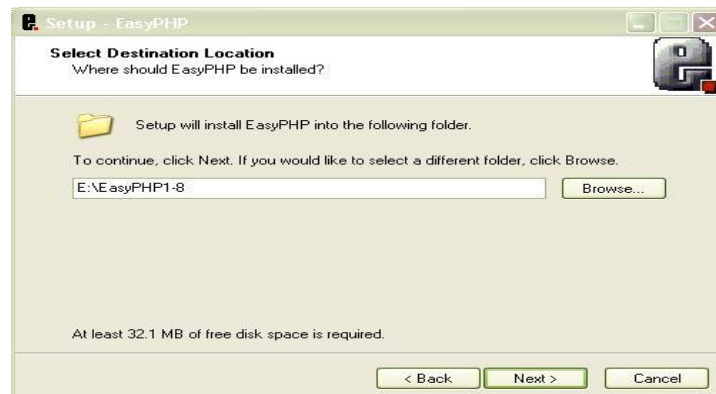 Setup - EasyPHP
Select Destination Location
Where should EasyPHP be installed?
Setup will install EasyPHP into the following folder.
To continue, click Next. If you would like to select a different folder, click Browse.
E:\EasyPHP1-8
Browse...
At least 32.1 MB of free disk space is required.
< Back Next > Cancel